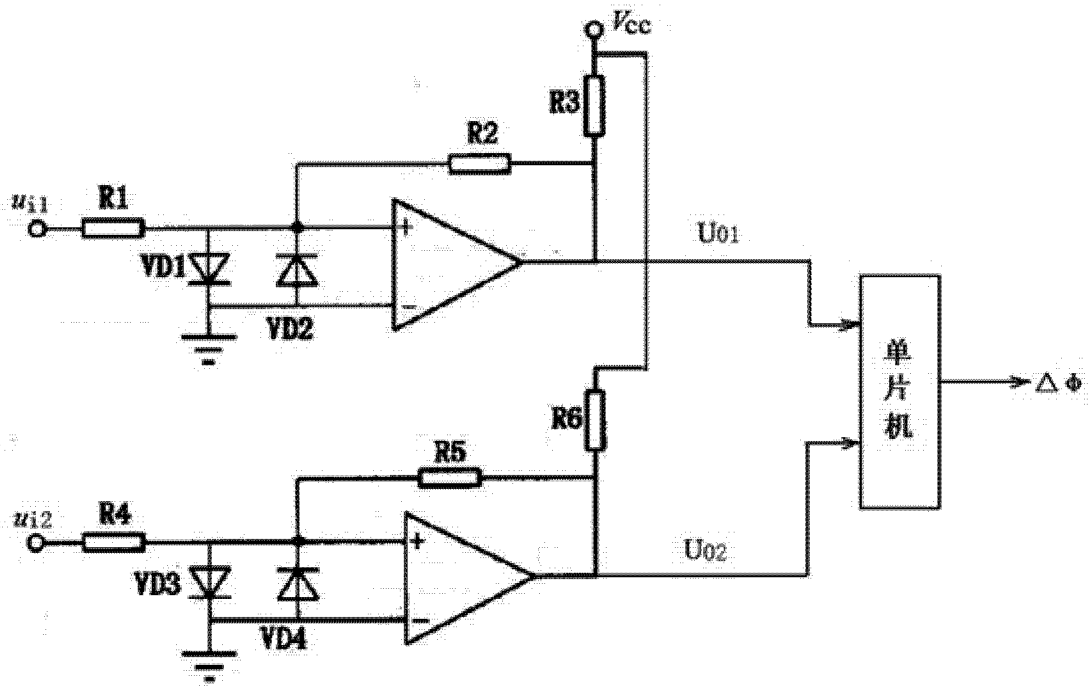 Vcc
R3
R2
ui1
R1
+
U01
VD1
−
VD2
单片机
△Φ
R6
R5
ui2
R4
+
U02
VD3
−
VD4